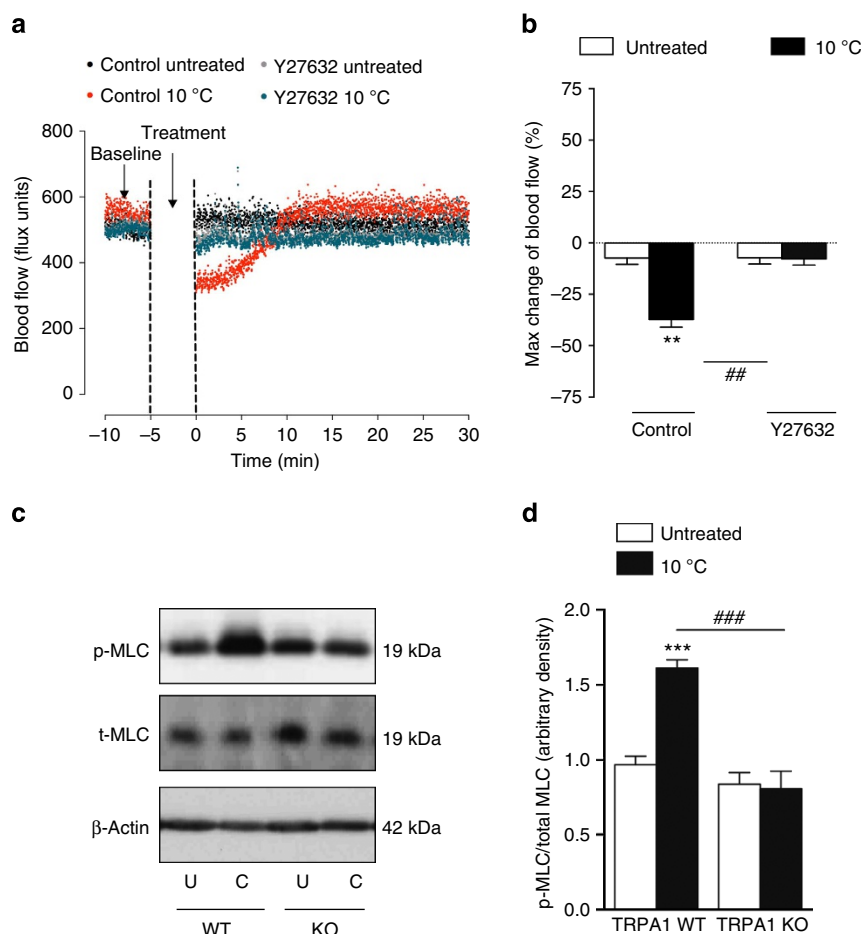 a
Control untreated
Y27632 untreated
Control 10 °C
Y27632 10 °C
Treatment
Baseline
Blood flow (flux units)
800
600
400
200
0
–10 –5 0 5 10 15 20 25 30
Time (min)
b
Untreated
10 °C
Max change of blood flow (%)
75
50
25
0
–25
–50
–75
**
##
Control
Y27632
c
p-MLC 19 kDa
t-MLC 19 kDa
β-Actin 42 kDa
U C U C
WT KO
d
Untreated
10 °C
p-MLC/total MLC (arbitrary density)
2.0
1.5
1.0
0.5
0.0
***
###
TRPA1 WT TRPA1 KO